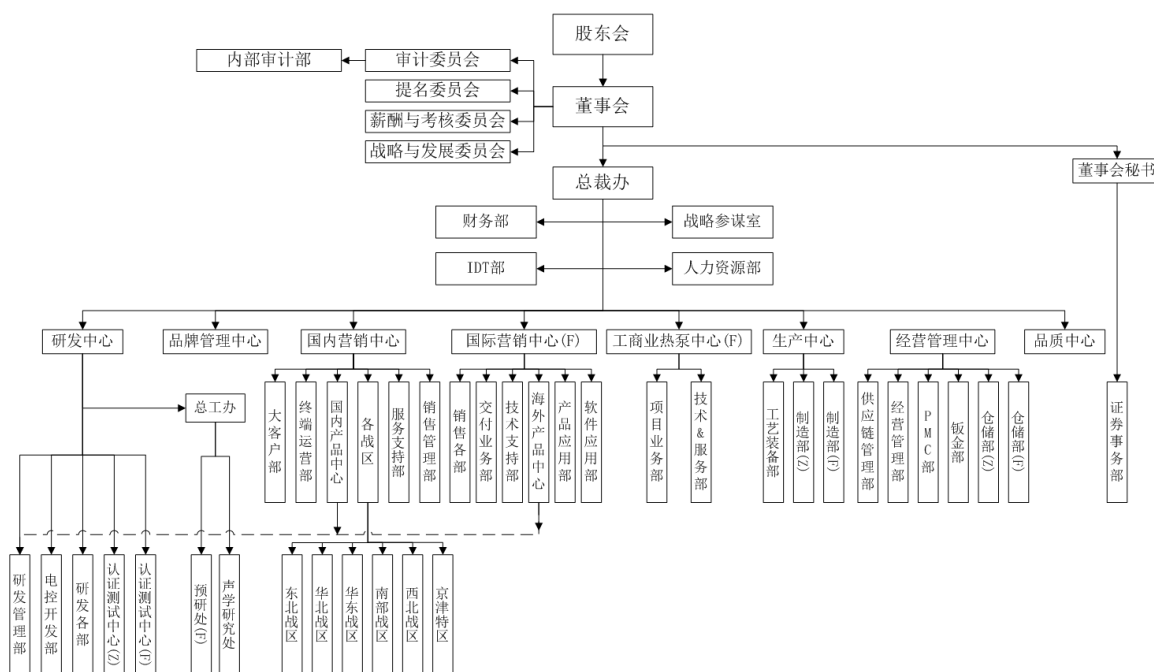 股东会
内部审计部
审计委员会
提名委员会
董事会
薪酬与考核委员会
战略与发展委员会
董事会秘书
总裁办
财务部
战略参谋室
IDT部
人力资源部
研发中心
品牌管理中心
国内营销中心
国际营销中心(F)
工商业热泵中心(F)
生产中心
经营管理中心
品质中心
总工办
大客户部
终端运营部
国内产品中心
各战区
服务支持部
销售管理部
销售各部
交付业务部
技术支持部
海外产品中心
产品应用部
软件应用部
项目业务部
技术&服务部
工艺装备部
制造部(Z)
制造部(F)
供应链管理部
经营管理部
PMC部
钣金部
仓储部(Z)
仓储部(F)
证券事务部
研发管理部
电控开发部
研发各部
认证测试中心(Z)
认证测试中心(F)
预研处(F)
声学研究处
东北战区
华北战区
华东战区
南部战区
西北战区
京津特区